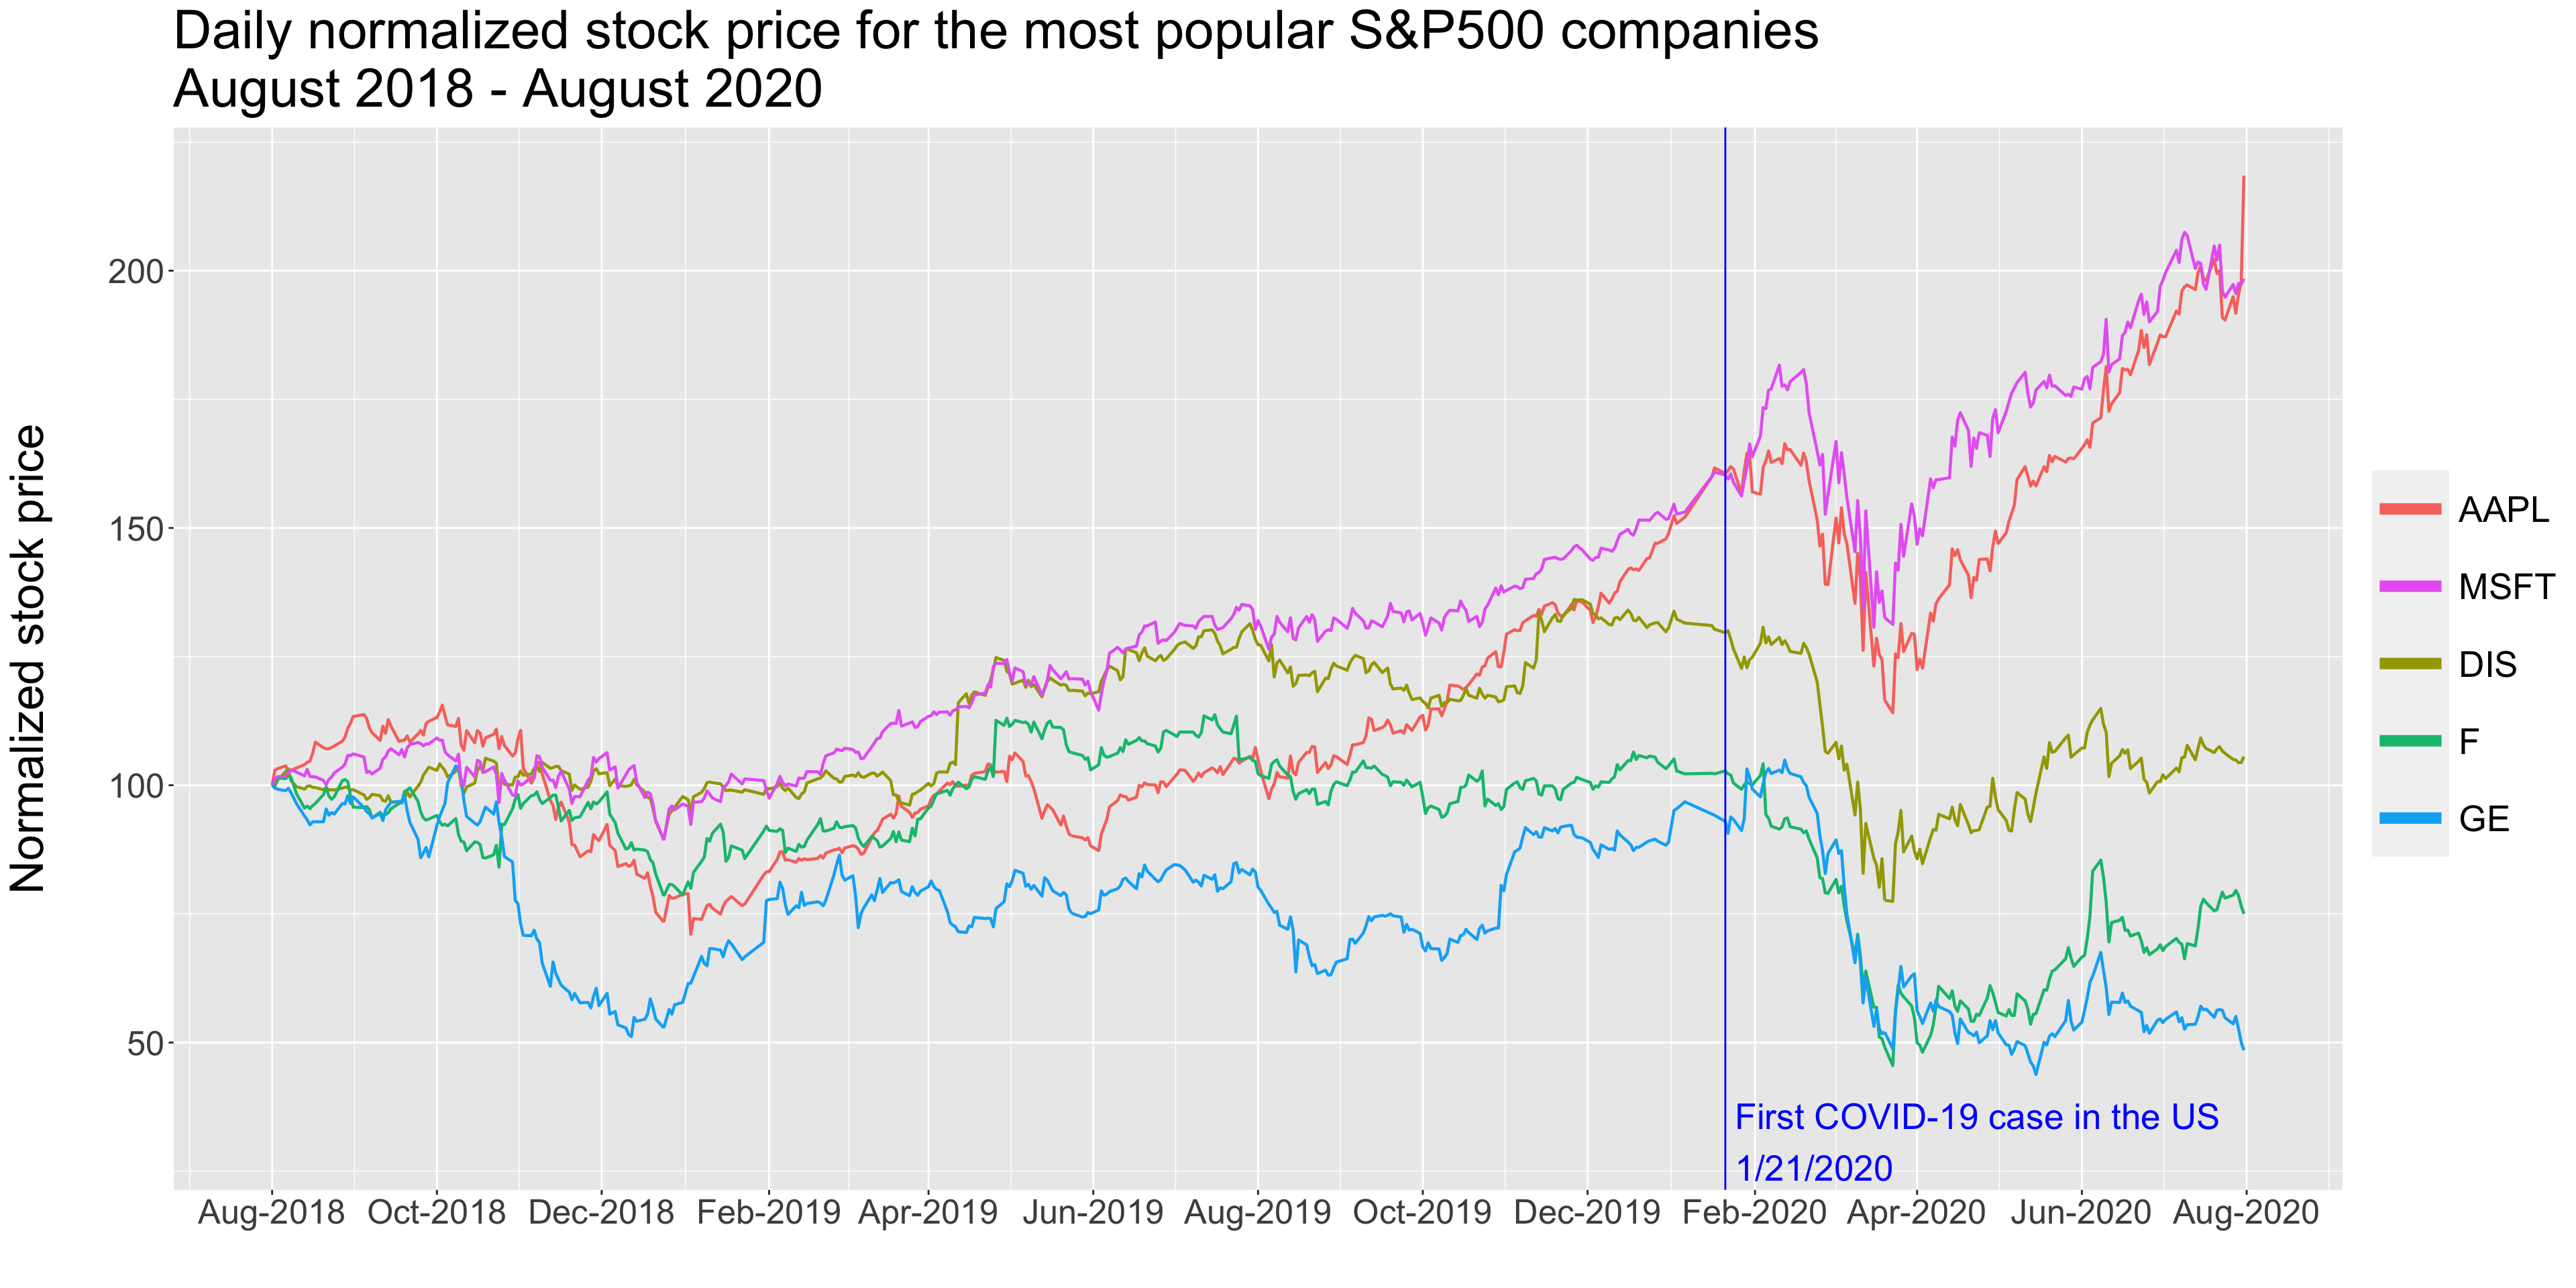 Daily normalized stock price for the most popular S&P500 companies
August 2018 - August 2020
Normalized stock price
200
150
100
50
AAPL
MSFT
DIS
F
GE
First COVID-19 case in the US
1/21/2020
Aug-2018 Oct-2018 Dec-2018 Feb-2019 Apr-2019 Jun-2019 Aug-2019 Oct-2019 Dec-2019 Feb-2020 Apr-2020 Jun-2020 Aug-2020